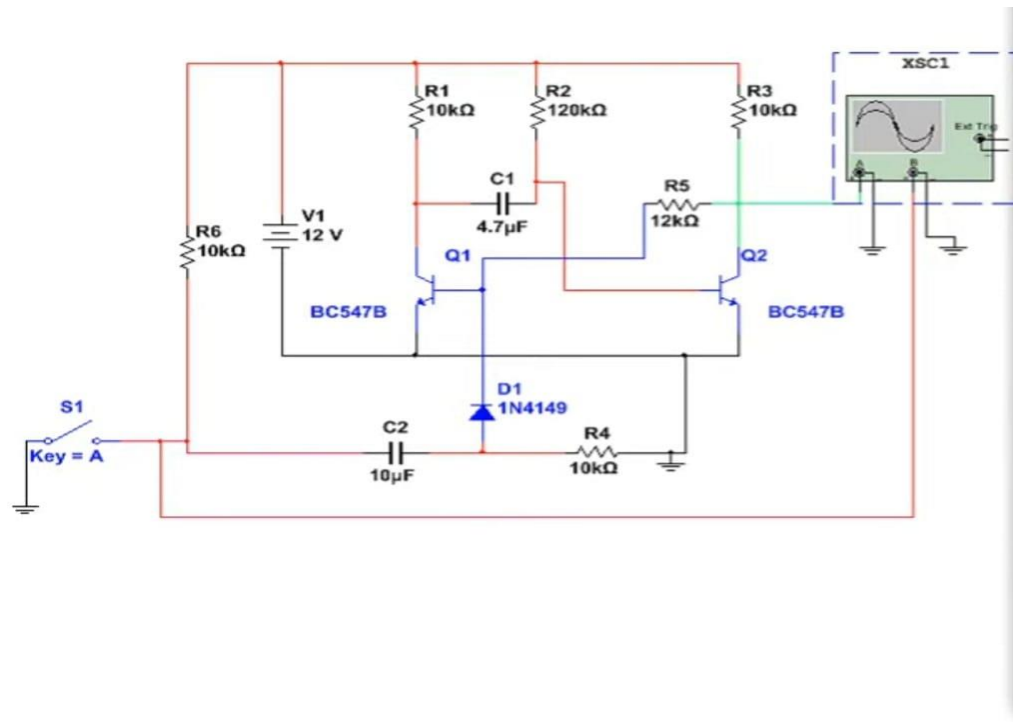 XSC1
R1
10kΩ
R2
120kΩ
R3
10kΩ
Ext Trig
A
B
C1
4.7µF
R5
12kΩ
V1
12 V
R6
10kΩ
Q1
Q2
BC547B
BC547B
D1
1N4149
S1
Key = A
C2
10µF
R4
10kΩ